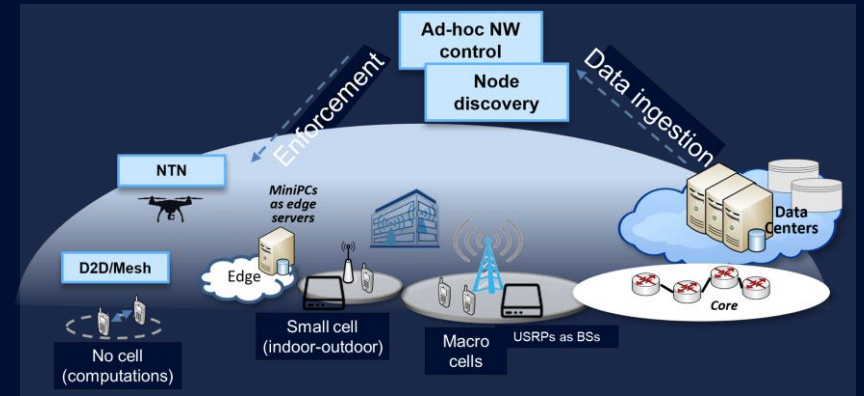 Ad-hoc NW
control
Node
discovery
Enforcement
Data ingestion
NTN
MiniPCs
as edge
servers
Data
Centers
D2D/Mesh
Edge
Core
Small cell
(indoor-outdoor)
Macro
cells
USRPs as BSs
No cell
(computations)